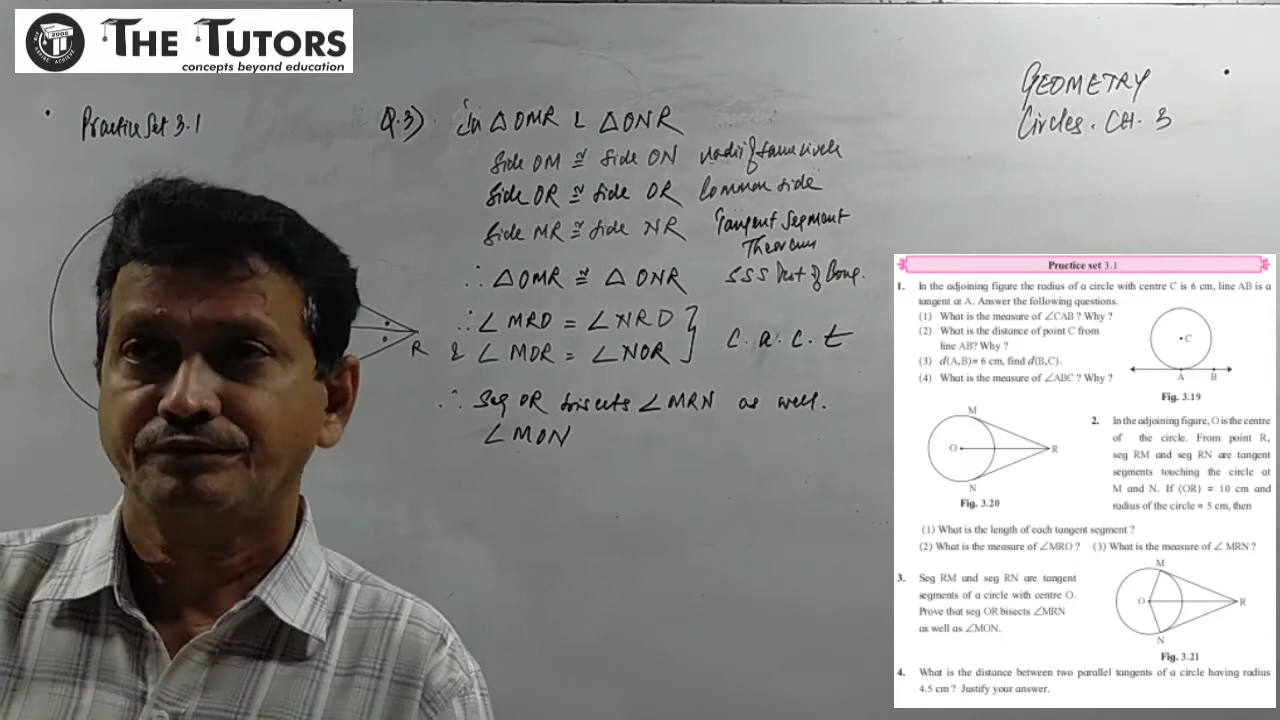 THE TUTORS
concepts beyond education
Practice Set 3.1
Q.3) In △OMR & △ONR
Side OM ≅ Side ON radii of same circle
Side OR ≅ Side OR Common side
Side MR ≅ Side NR Tangent Segment
Theorem
∴ △OMR ≅ △ONR SSS test of Cong.
∴ ∠MRO = ∠NRO
& ∠MOR = ∠NOR } C.a.c.t
∴ Seg OR bisects ∠MRN as well.
∠MON
R
GEOMETRY
Circles. CH. 3
Practice set 3.1
1. In the adjoining figure the radius of a circle with centre C is 6 cm, line AB is a
tangent at A. Answer the following questions.
(1) What is the measure of ∠CAB ? Why ?
(2) What is the distance of point C from
line AB? Why ?
(3) d(A,B)= 6 cm, find d(B,C).
(4) What is the measure of ∠ABC ? Why ?
C
A B
Fig. 3.19
M
O R
N
Fig. 3.20
2. In the adjoining figure, O is the centre
of the circle. From point R,
seg RM and seg RN are tangent
segments touching the circle at
M and N. If (OR) = 10 cm and
radius of the circle = 5 cm, then
(1) What is the length of each tangent segment ?
(2) What is the measure of ∠MRO ? (3) What is the measure of ∠ MRN ?
3. Seg RM and seg RN are tangent
segments of a circle with centre O.
Prove that seg OR bisects ∠MRN
as well as ∠MON.
M
O R
N
Fig. 3.21
4. What is the distance between two parallel tangents of a circle having radius
4.5 cm ? Justify your answer.